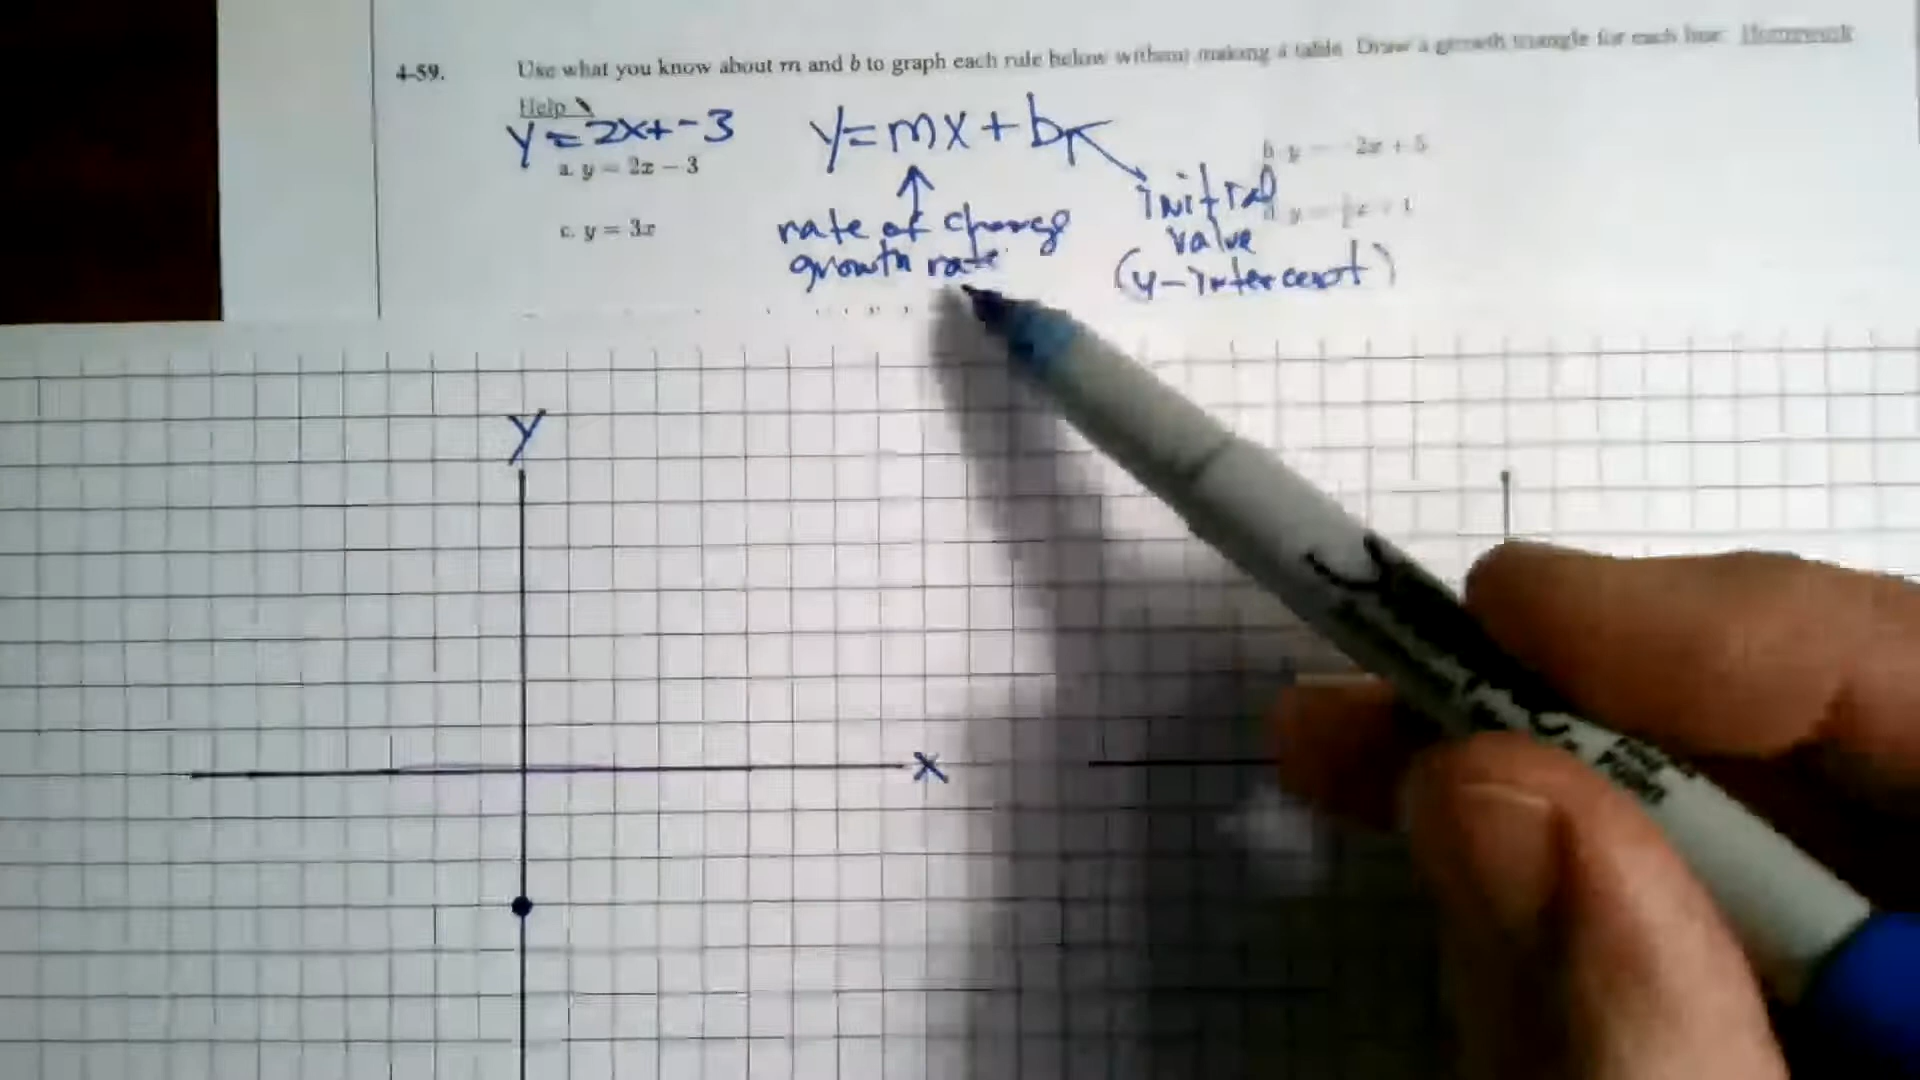 4-59. Use what you know about m and b to graph each rule below without making a table. Draw a growth triangle for each line. Homework
Help
y = 2x + -3
y = mx + b
a. y = 2x − 3
b. y = −2x + 5
c. y = 3x
rate of change
growth rate
initial
value
(y-intercept)
y
x